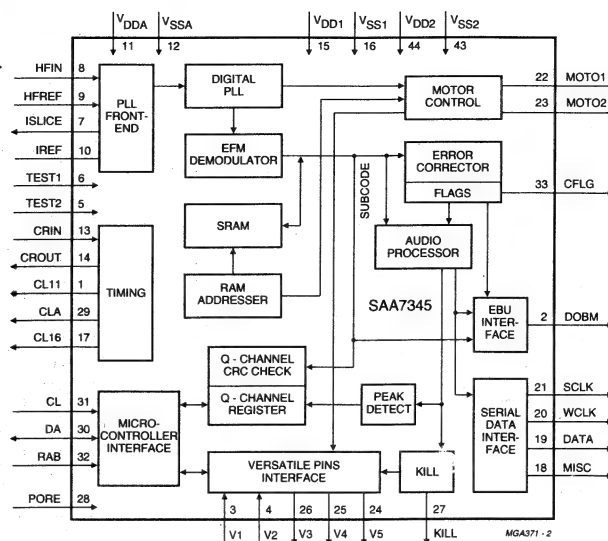 VDDA VSSA VDD1 VSS1 VDD2 VSS2
11 12 15 16 44 43
HFIN 8
HFREF 9
ISLICE 7
IREF 10
TEST1 6
TEST2 5
CRIN 13
CROUT 14
CL11 1
CLA 29
CL16 17
CL 31
DA 30
RAB 32
PORE 28
PLL
FRONT-
END
DIGITAL
PLL
EFM
DEMODULATOR
SRAM
RAM
ADDRESSER
TIMING
SUBCODE
MOTOR
CONTROL
ERROR
CORRECTOR
FLAGS
AUDIO
PROCESSOR
SAA7345
EBU
INTER-
FACE
Q - CHANNEL
CRC CHECK
Q - CHANNEL
REGISTER
PEAK
DETECT
MICRO-
CONTROLLER
INTERFACE
VERSATILE PINS
INTERFACE
KILL
SERIAL
DATA
INTER-
FACE
22 MOTO1
23 MOTO2
33 CFLG
2 DOBM
21 SCLK
20 WCLK
19 DATA
18 MISC
3 4 26 25 24 27
V1 V2 V3 V4 V5 KILL
MGA371 - 2